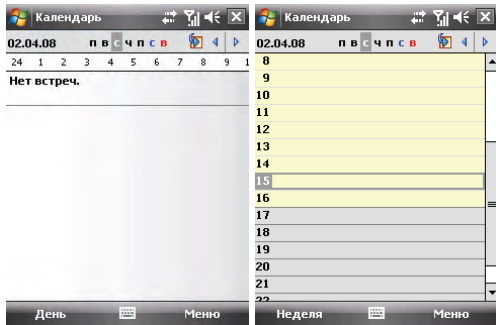 Календарь
02.04.08 п в с ч п с в
24 1 2 3 4 5 6 7 8 9 1
Нет встреч.
День Меню
Календарь
02.04.08 п в с ч п с в
8
9
10
11
12
13
14
15
16
17
18
19
20
21
22
Неделя Меню